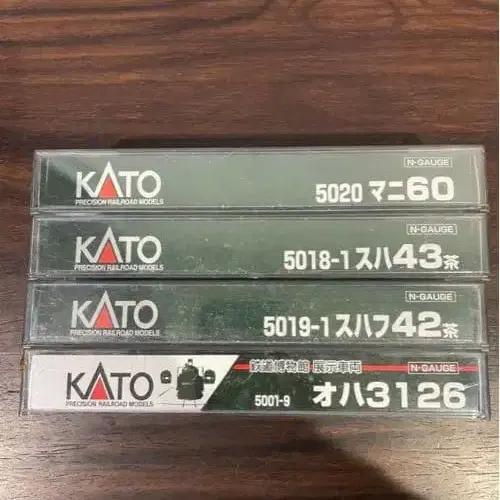 N-GAUGE
KATO
PRECISION RAILROAD MODELS
5020 マニ60
N-GAUGE
KATO
PRECISION RAILROAD MODELS
5018-1 スハ43茶
N-GAUGE
KATO
PRECISION RAILROAD MODELS
5019-1 スハフ42茶
鉄道博物館 展示車両
N-GAUGE
KATO
PRECISION RAILROAD MODELS
5001-9 オハ31 26